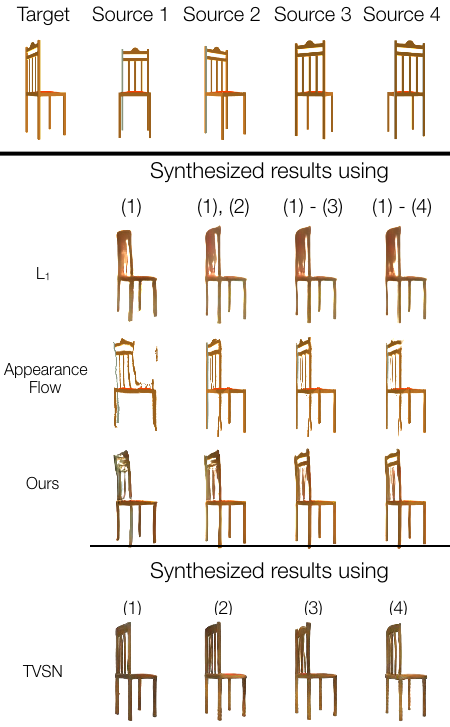 Target Source 1 Source 2 Source 3 Source 4
Synthesized results using
(1) (1), (2) (1) - (3) (1) - (4)
L1
Appearance
Flow
Ours
Synthesized results using
(1) (2) (3) (4)
TVSN